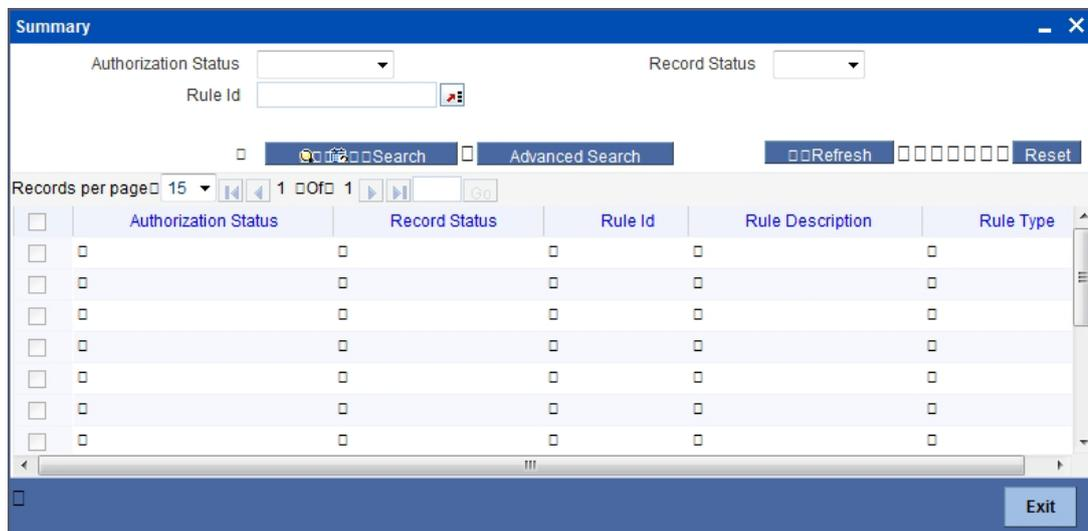 Summary
Authorization Status Record Status
Rule Id
Search Advanced Search Refresh Reset
Records per page 15 1 Of 1 Go
Authorization Status Record Status Rule Id Rule Description Rule Type
Exit